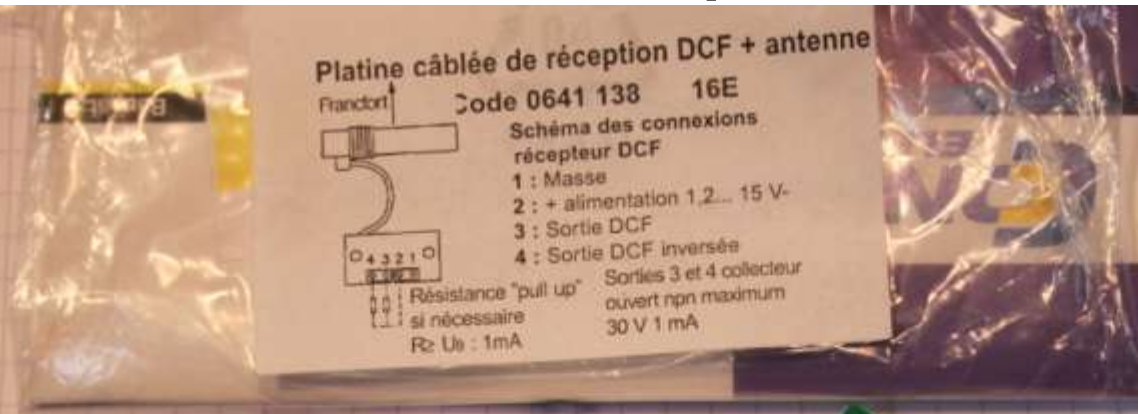 Platine câblée de réception DCF + antenne
Francfort
Code 0641 138 16E
Schéma des connexions
récepteur DCF
1 : Masse
2 : + alimentation 1,2... 15 V-
3 : Sortie DCF
4 : Sortie DCF inversée
4 3 2 1
Résistance "pull up"
si nécessaire
R≥ UB : 1mA
Sorties 3 et 4 collecteur
ouvert npn maximum
30 V 1 mA